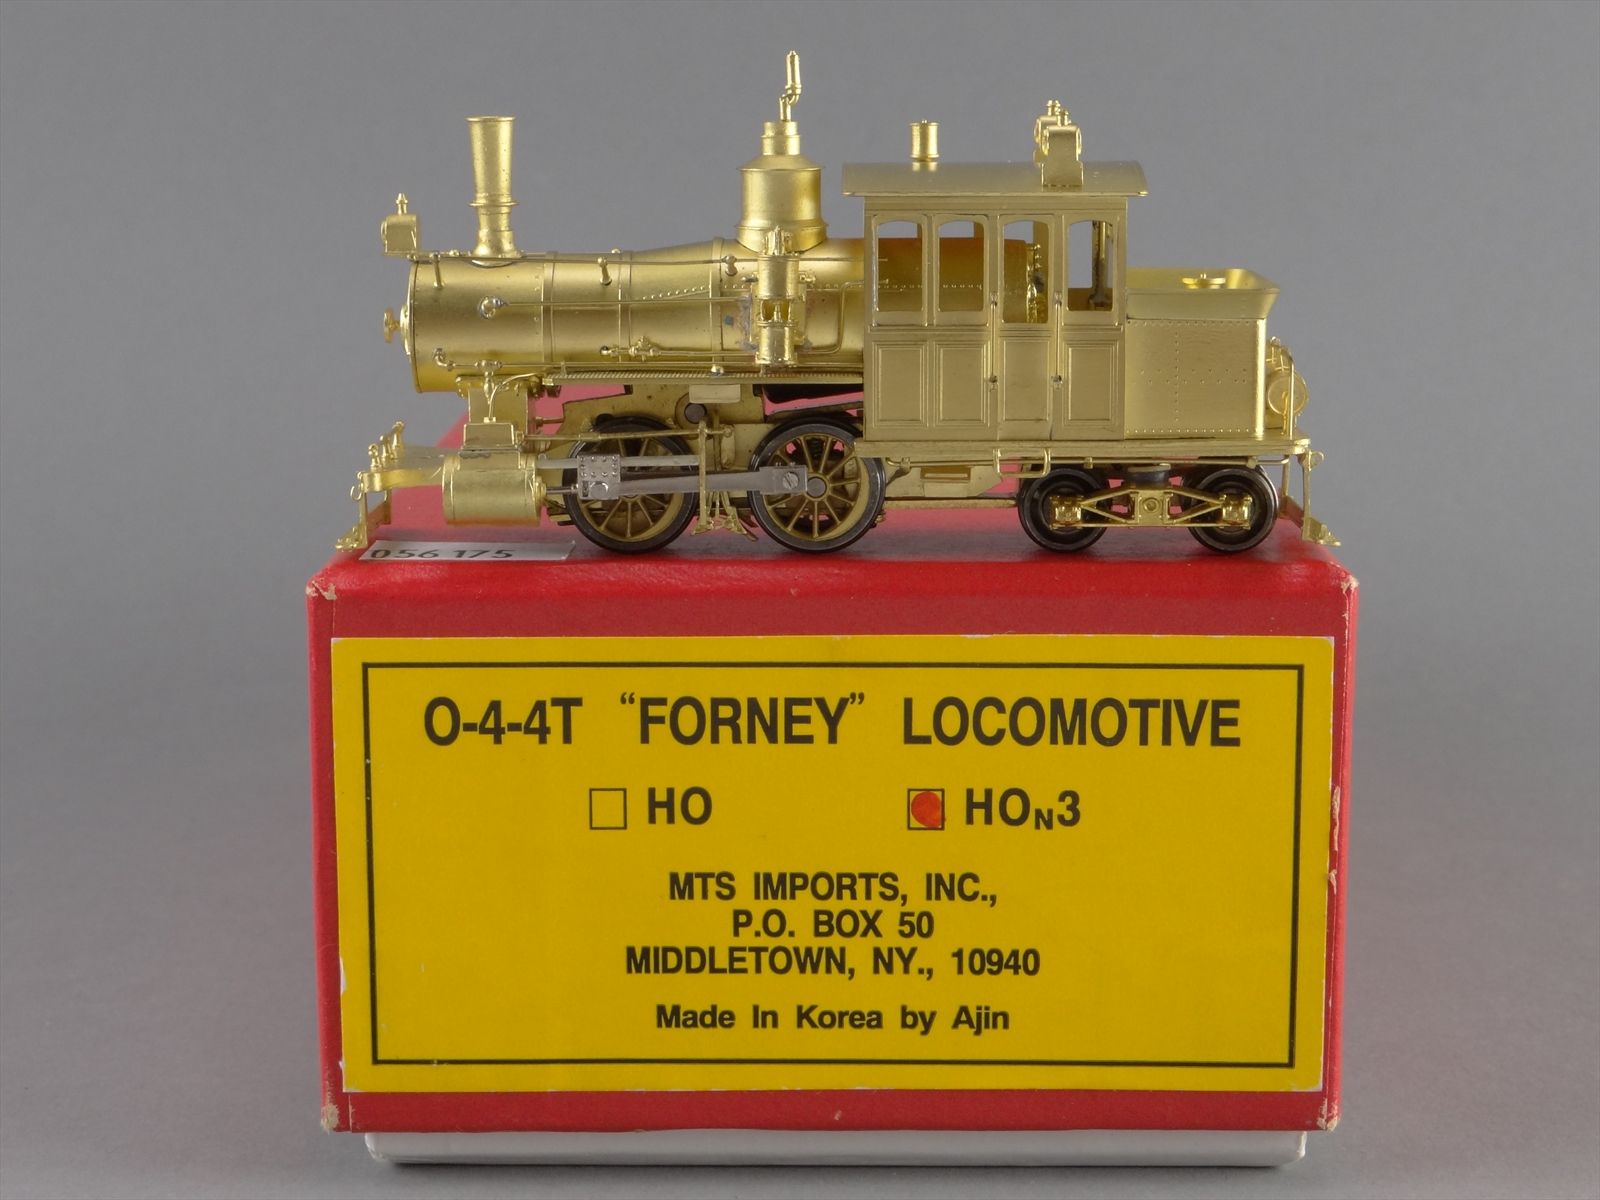 056 175
O-4-4T “FORNEY” LOCOMOTIVE
HO HON3
MTS IMPORTS, INC.,
P.O. BOX 50
MIDDLETOWN, NY., 10940
Made In Korea by Ajin